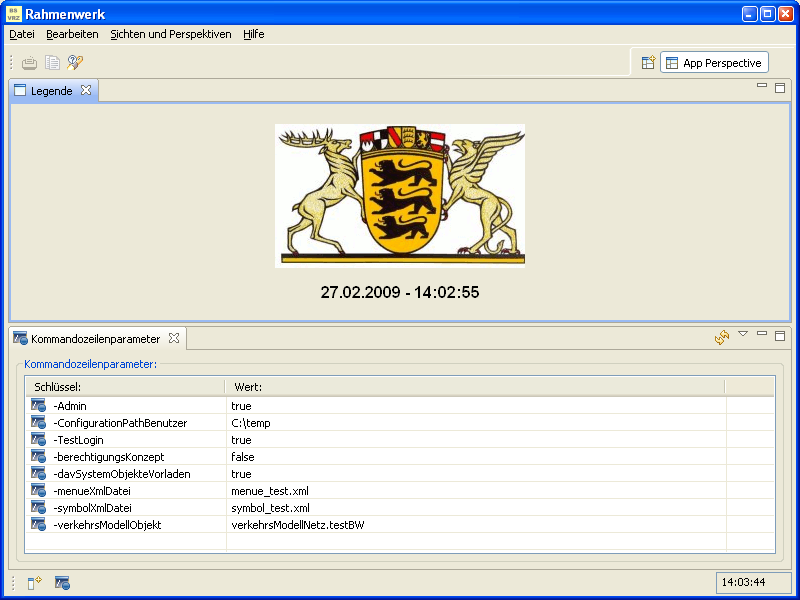 Rahmenwerk
Datei Bearbeiten Sichten und Perspektiven Hilfe
App Perspective
Legende
27.02.2009 - 14:02:55
Kommandozeilenparameter
Kommandozeilenparameter:
Schlüssel: Wert:
-Admin true
-ConfigurationPathBenutzer C:\temp
-TestLogin true
-berechtigungsKonzept false
-davSystemObjekteVorladen true
-menueXmlDatei menue_test.xml
-symbolXmlDatei symbol_test.xml
-verkehrsModellObjekt verkehrsModellNetz.testBW
14:03:44